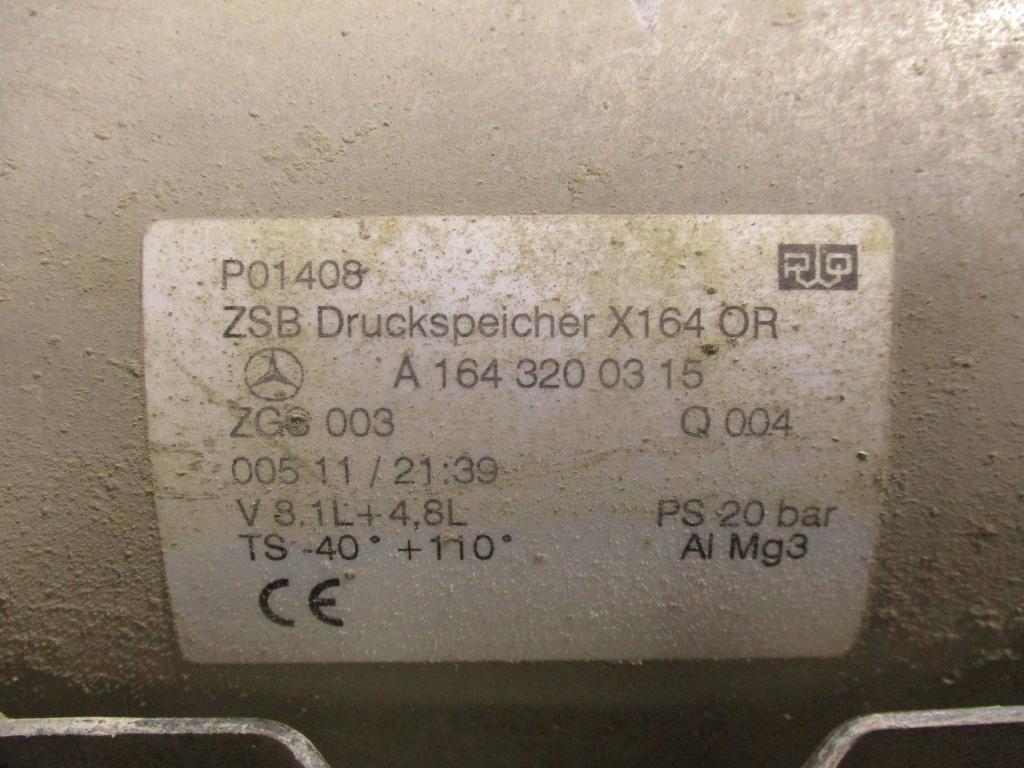 P01408
ZSB Druckspeicher X164 OR
A 164 320 03 15
ZGS 003 Q 004
005 11 / 21:39
V 8.1L+ 4,8L PS 20 bar
TS -40° +110° Al Mg3
CE